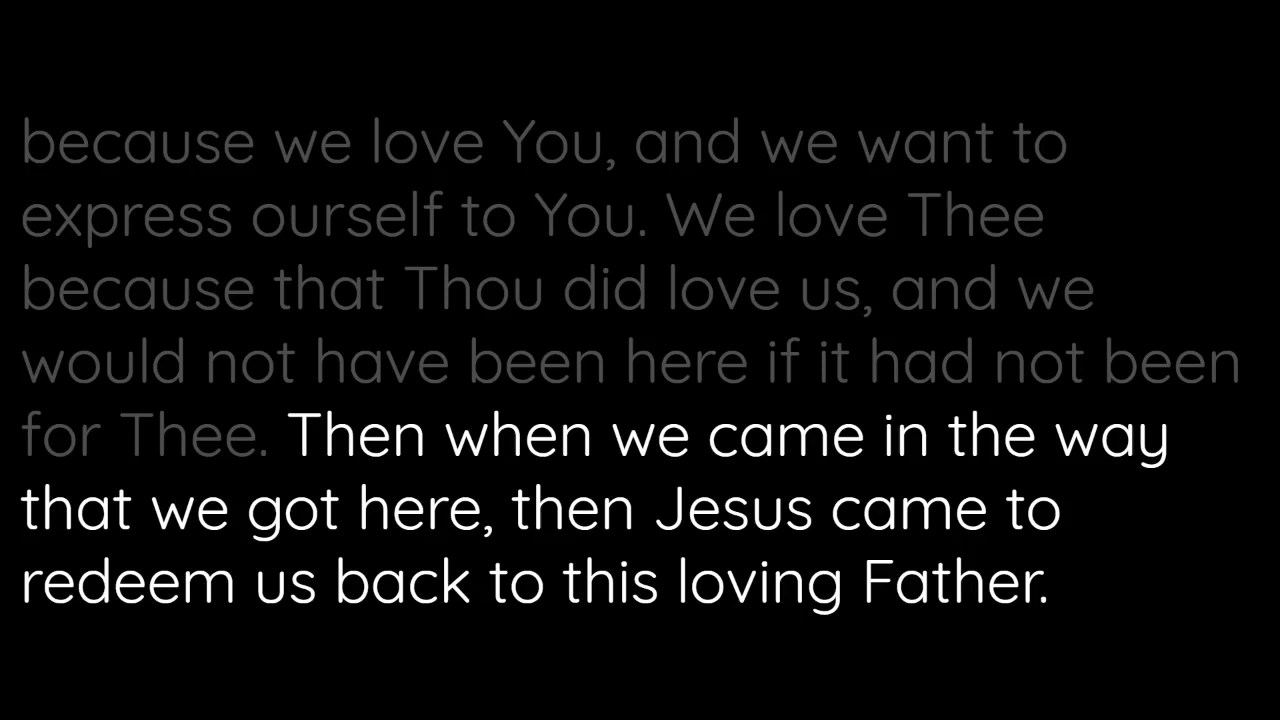 because we love You, and we want to
express ourself to You. We love Thee
because that Thou did love us, and we
would not have been here if it had not been
for Thee. Then when we came in the way
that we got here, then Jesus came to
redeem us back to this loving Father.